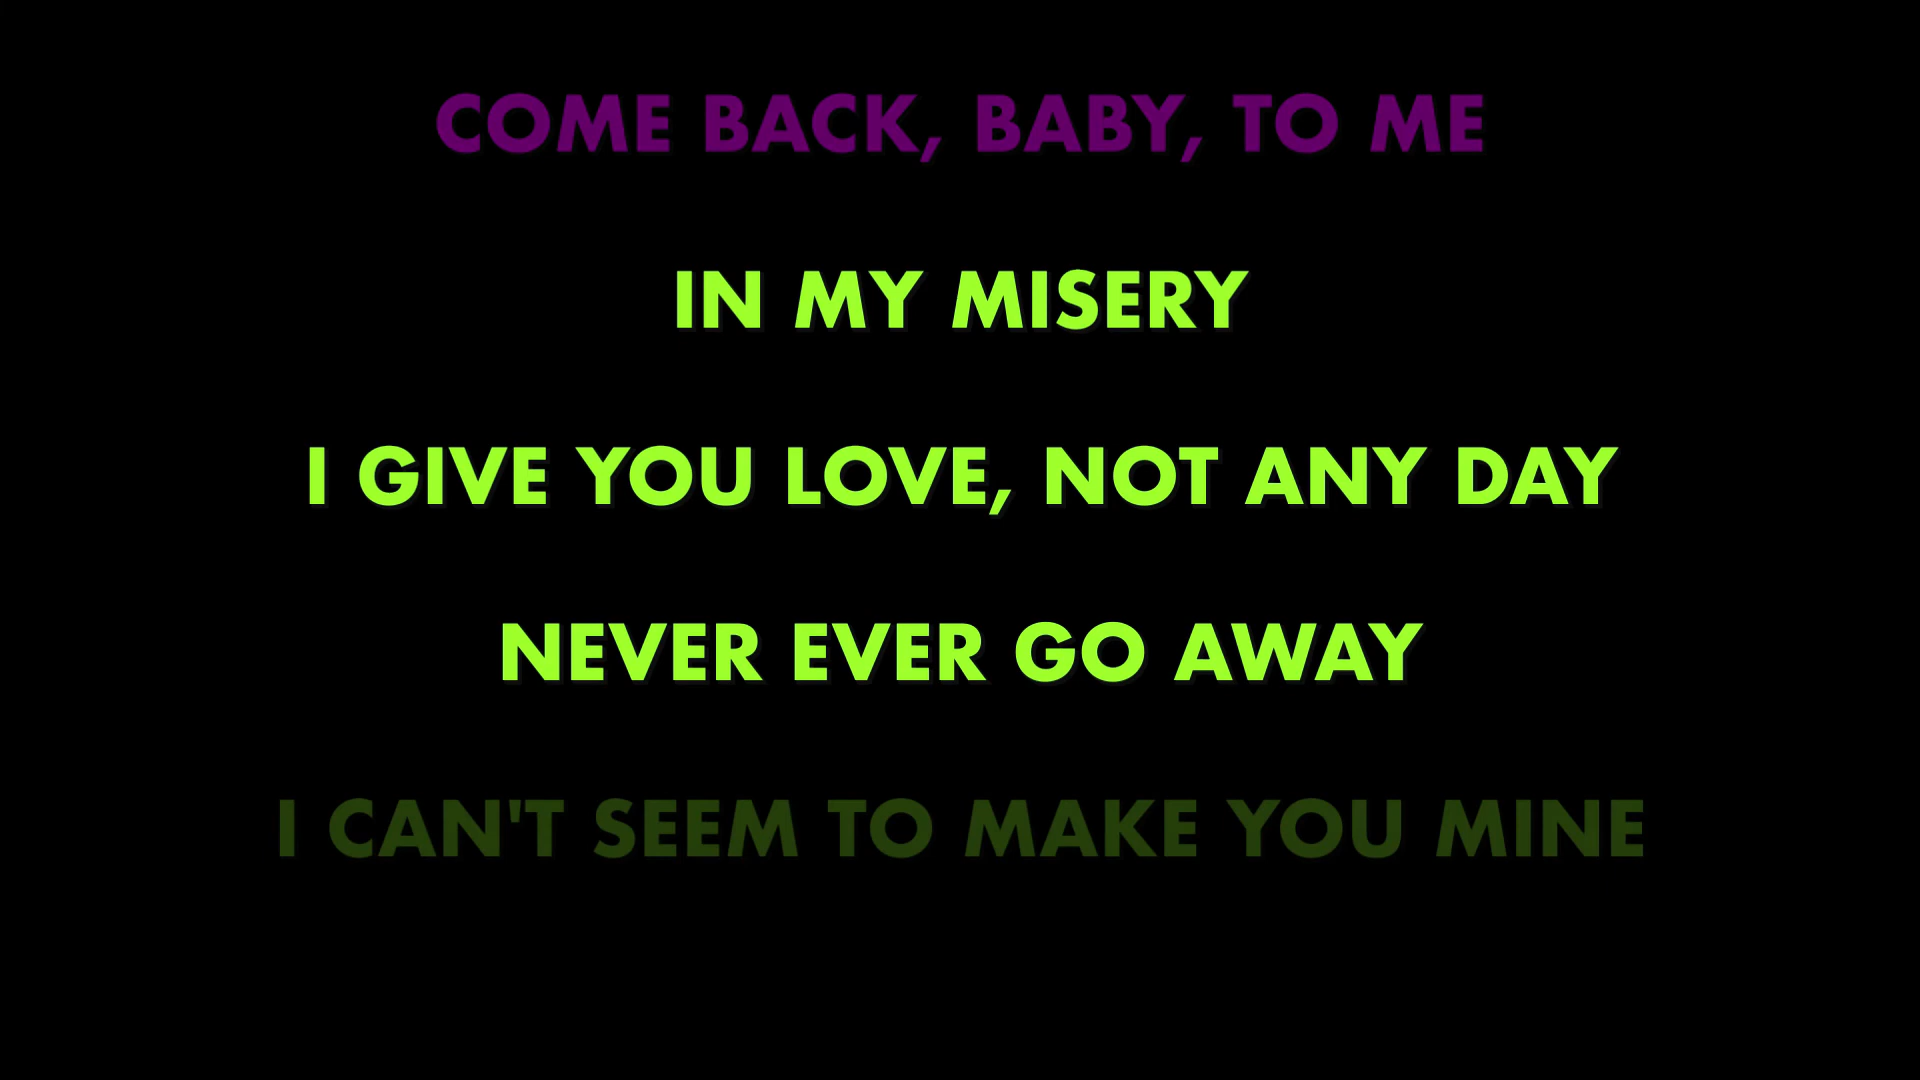 COME BACK, BABY, TO ME
IN MY MISERY
I GIVE YOU LOVE, NOT ANY DAY
NEVER EVER GO AWAY
I CAN'T SEEM TO MAKE YOU MINE